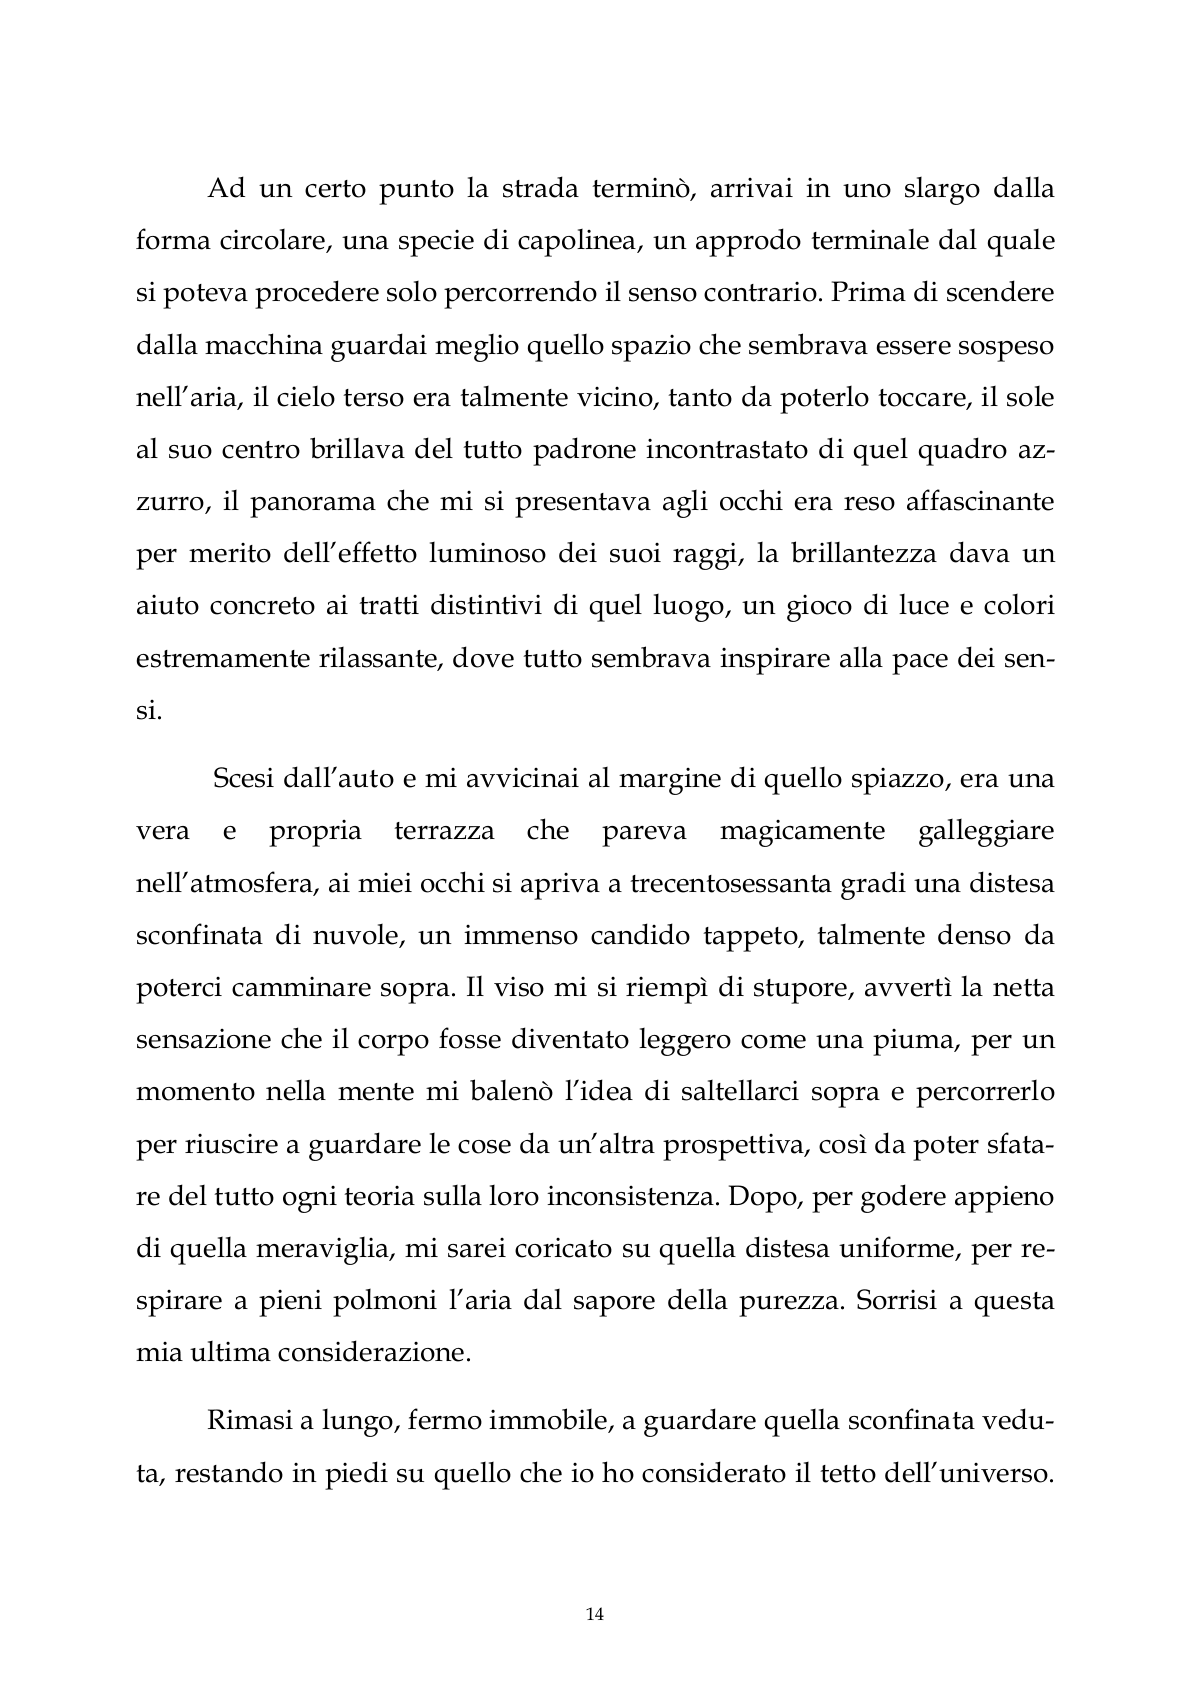 Ad un certo punto la strada terminò, arrivai in uno slargo dalla
forma circolare, una specie di capolinea, un approdo terminale dal quale
si poteva procedere solo percorrendo il senso contrario. Prima di scendere
dalla macchina guardai meglio quello spazio che sembrava essere sospeso
nell’aria, il cielo terso era talmente vicino, tanto da poterlo toccare, il sole
al suo centro brillava del tutto padrone incontrastato di quel quadro az-
zurro, il panorama che mi si presentava agli occhi era reso affascinante
per merito dell’effetto luminoso dei suoi raggi, la brillantezza dava un
aiuto concreto ai tratti distintivi di quel luogo, un gioco di luce e colori
estremamente rilassante, dove tutto sembrava inspirare alla pace dei sen-
si.
Scesi dall’auto e mi avvicinai al margine di quello spiazzo, era una
vera e propria terrazza che pareva magicamente galleggiare
nell’atmosfera, ai miei occhi si apriva a trecentosessanta gradi una distesa
sconfinata di nuvole, un immenso candido tappeto, talmente denso da
poterci camminare sopra. Il viso mi si riempì di stupore, avvertì la netta
sensazione che il corpo fosse diventato leggero come una piuma, per un
momento nella mente mi balenò l’idea di saltellarci sopra e percorrerlo
per riuscire a guardare le cose da un’altra prospettiva, così da poter sfata-
re del tutto ogni teoria sulla loro inconsistenza. Dopo, per godere appieno
di quella meraviglia, mi sarei coricato su quella distesa uniforme, per re-
spirare a pieni polmoni l’aria dal sapore della purezza. Sorrisi a questa
mia ultima considerazione.
Rimasi a lungo, fermo immobile, a guardare quella sconfinata vedu-
ta, restando in piedi su quello che io ho considerato il tetto dell’universo.
14